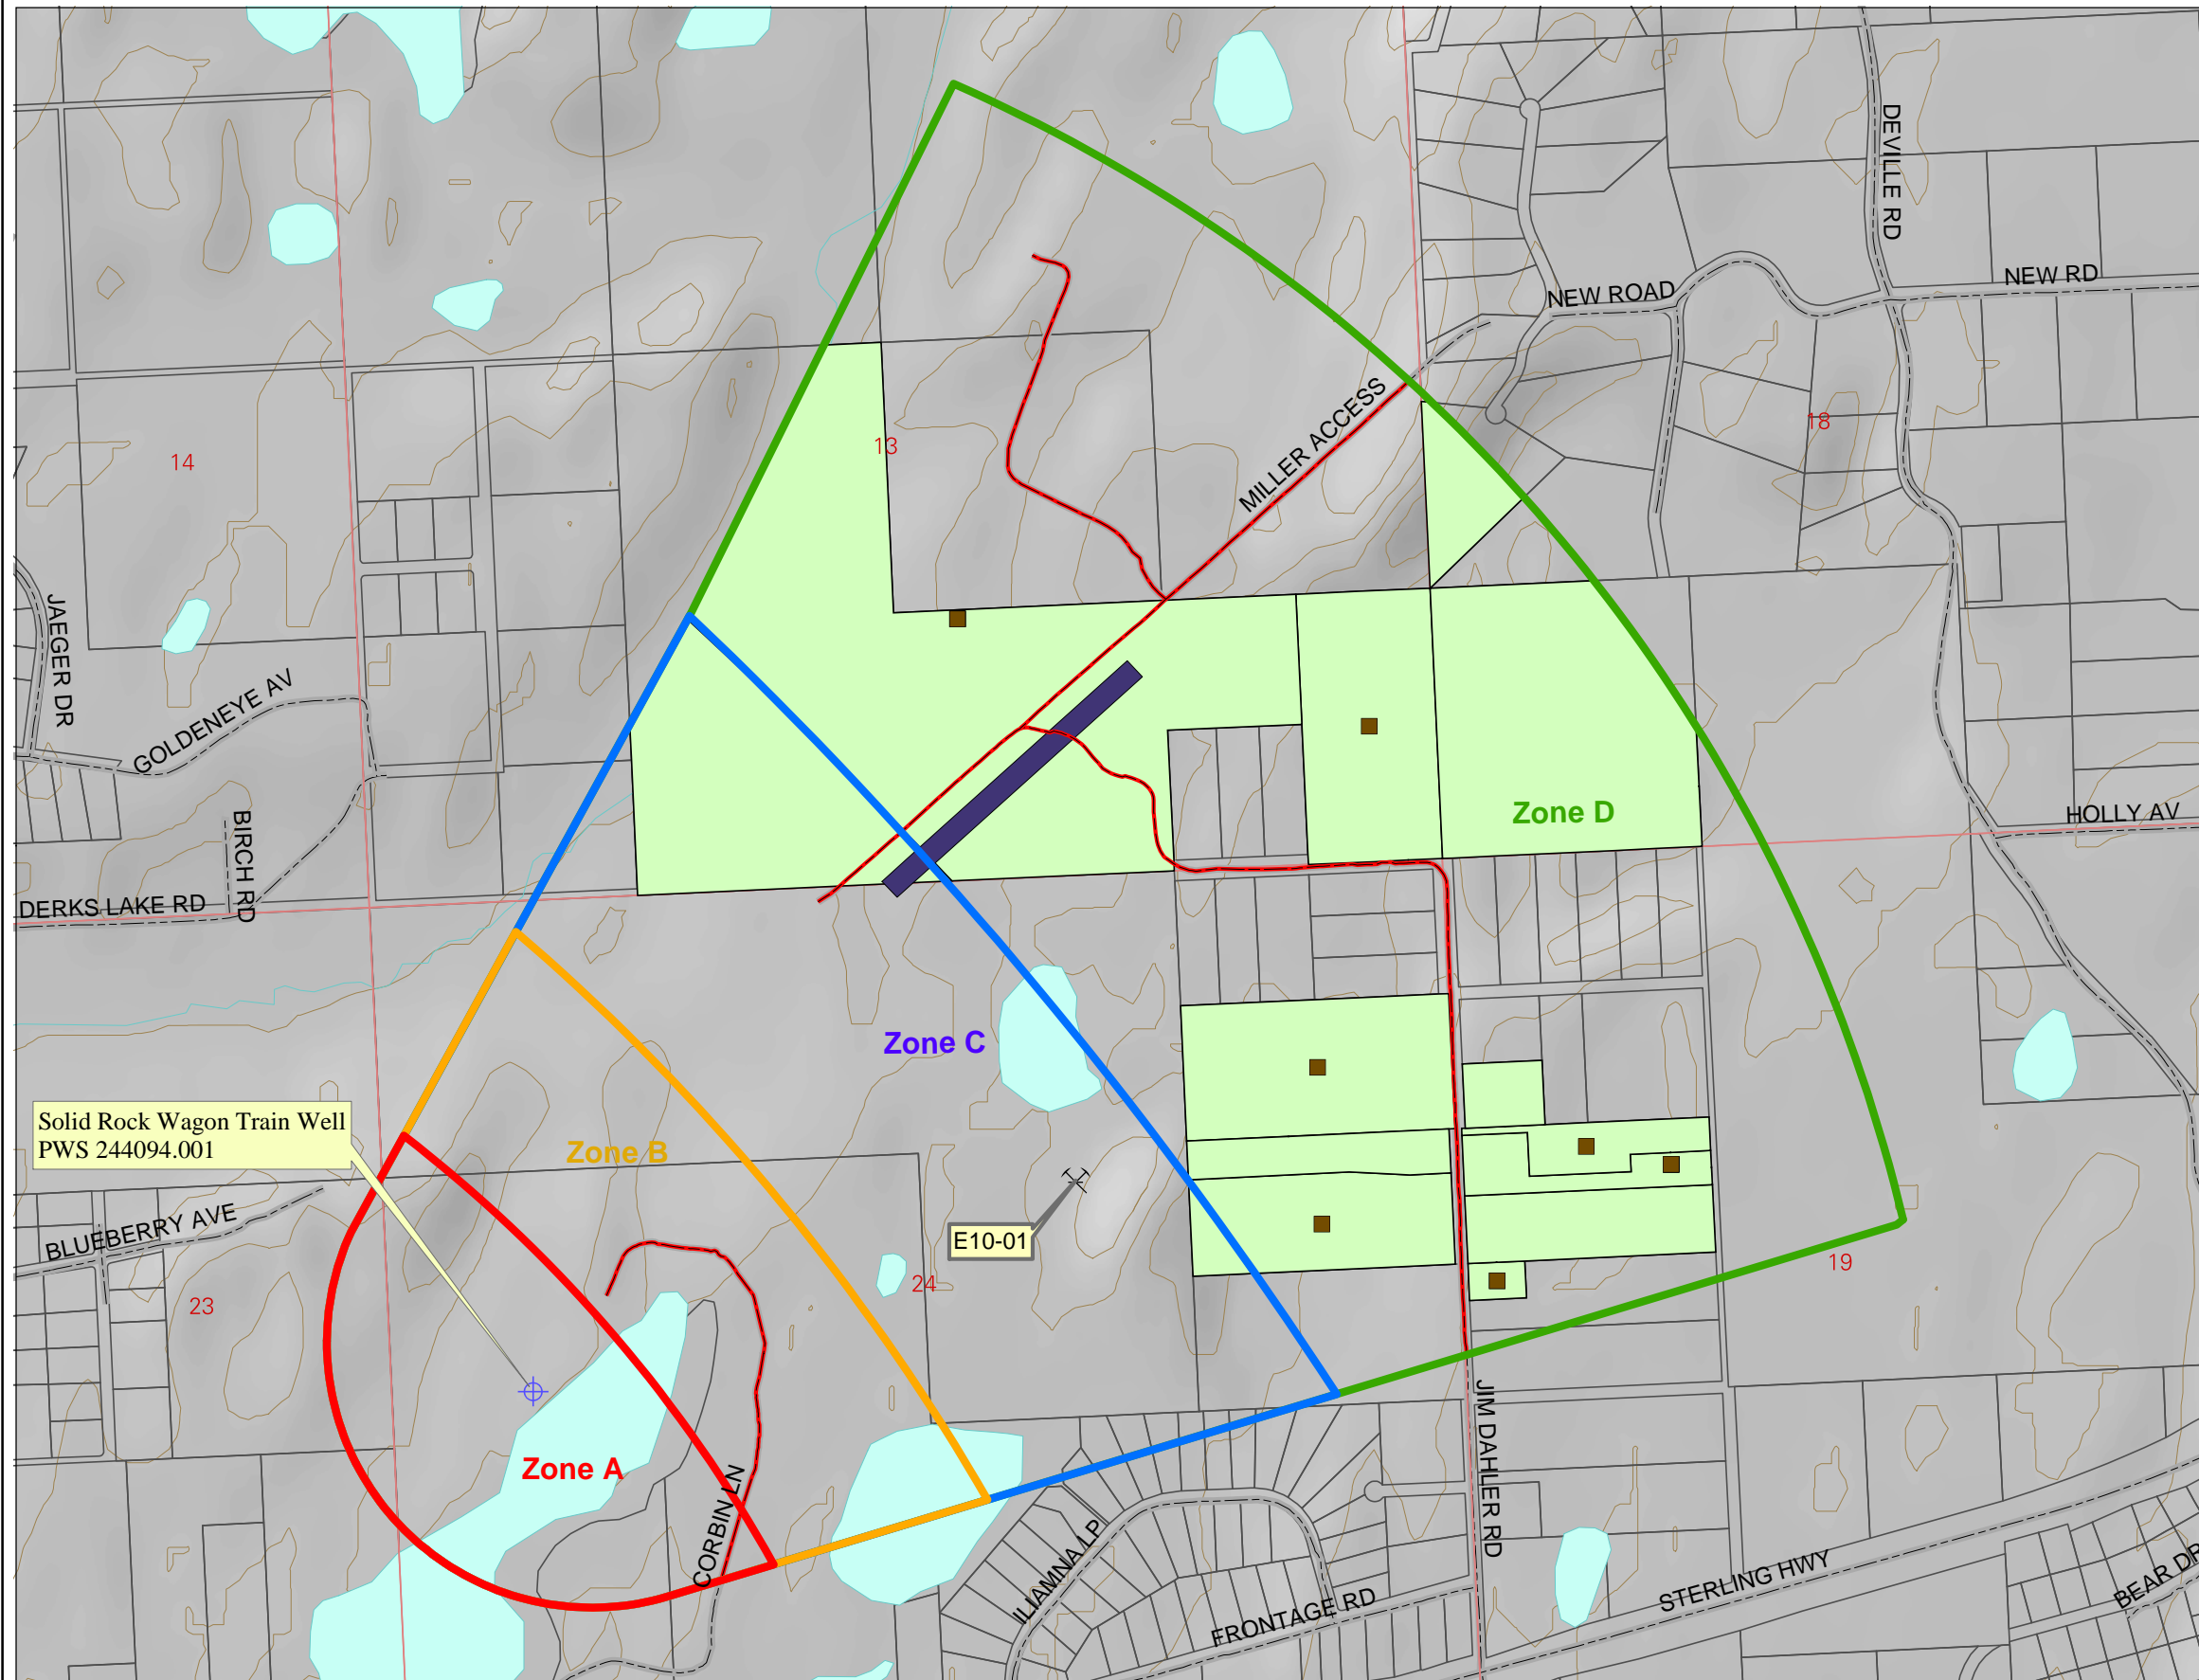 DEVILLE RD
NEW RD
NEW ROAD
MILLER ACCESS
13
18
14
JAEGER DR
GOLDENEYE AV
Zone D
HOLLY AV
BIRCH RD
DERKS LAKE RD
Zone C
Solid Rock Wagon Train Well
PWS 244094.001
Zone B
BLUEBERRY AVE
E10-01
19
24
23
Zone A
CORBIN LN
JIM DAHLER RD
ILIAMNA LP
FRONTAGE RD
STERLING HWY
BEAR DR